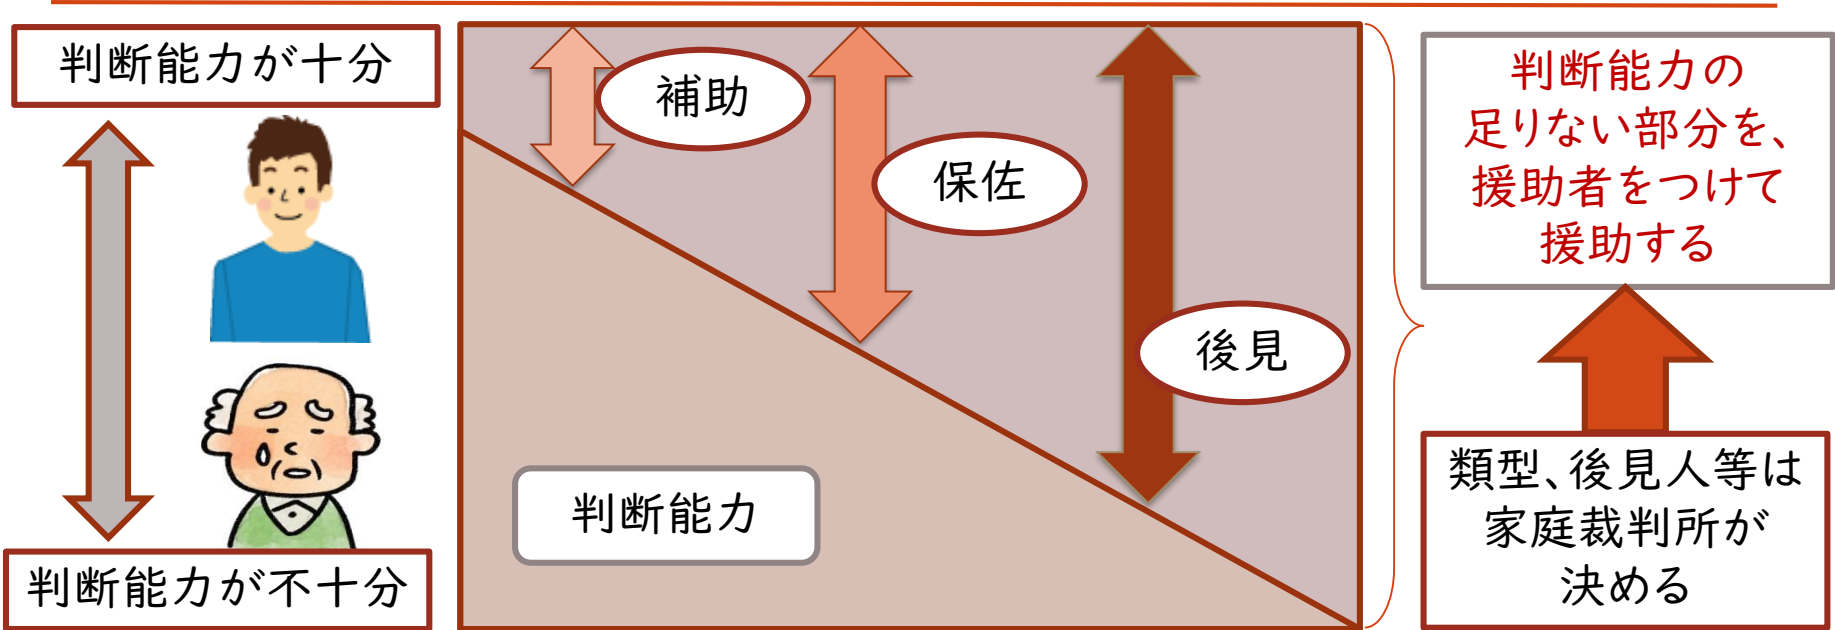 判断能力が十分
判断能力が不十分
補助
保佐
後見
判断能力
判断能力の
足りない部分を、
援助者をつけて
援助する
類型、後見人等は
家庭裁判所が
決める